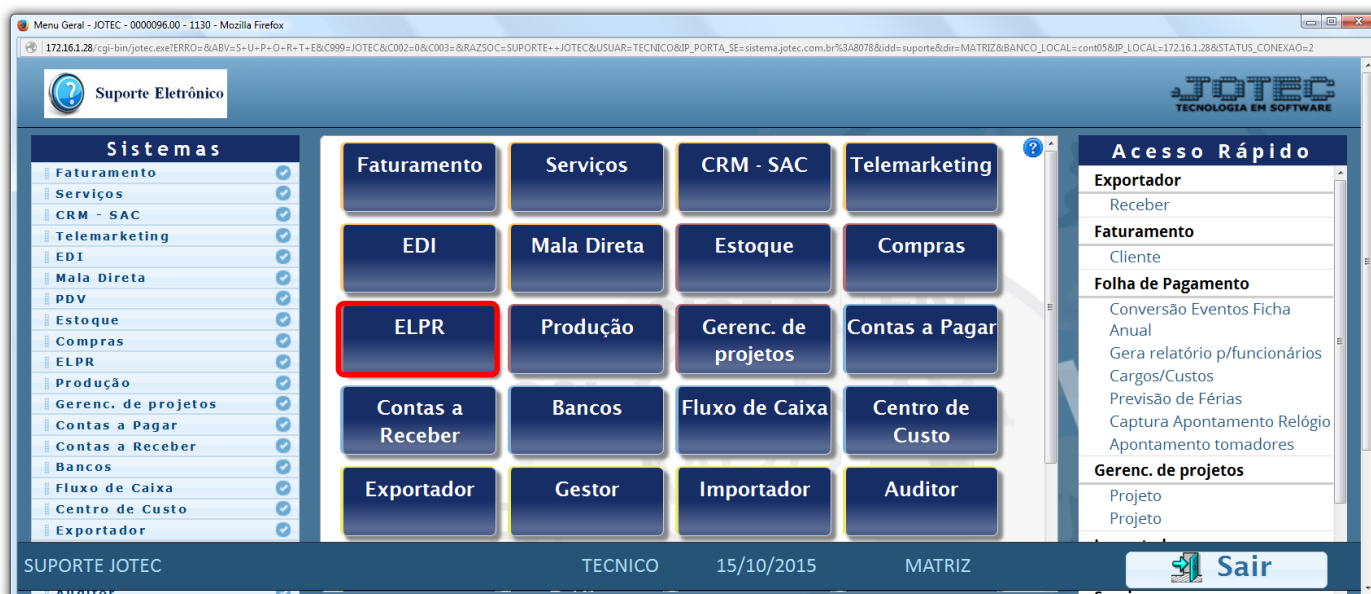 Menu Geral - JOTEC - 0000096.00 - 1130 - Mozilla Firefox
172.16.1.28/cgi-bin/jotec.exe?ERRO=&ABV=S+U+P+O+R+T+E&C999=JOTEC&C002=0&C003=&RAZSOC=SUPORTE++JOTEC&USUAR=TECNICO&IP_PORTA_SE=sistema.jotec.com.br%3A8078&idd=suporte&dir=MATRIZ&BANCO_LOCAL=cont05&IP_LOCAL=172.16.1.28&STATUS_CONEXAO=2
Suporte Eletrônico
JOTEC
TECNOLOGIA EM SOFTWARE
Sistemas
Faturamento
Serviços
CRM - SAC
Telemarketing
EDI
Mala Direta
PDV
Estoque
Compras
ELPR
Produção
Gerenc. de projetos
Contas a Pagar
Contas a Receber
Bancos
Fluxo de Caixa
Centro de Custo
Exportador
Faturamento
Serviços
CRM - SAC
Telemarketing
EDI
Mala Direta
Estoque
Compras
ELPR
Produção
Gerenc. de
projetos
Contas a Pagar
Contas a
Receber
Bancos
Fluxo de Caixa
Centro de
Custo
Exportador
Gestor
Importador
Auditor
Acesso Rápido
Exportador
Receber
Faturamento
Cliente
Folha de Pagamento
Conversão Eventos Ficha
Anual
Gera relatório p/funcionários
Cargos/Custos
Previsão de Férias
Captura Apontamento Relógio
Apontamento tomadores
Gerenc. de projetos
Projeto
Projeto
SUPORTE JOTEC
TECNICO
15/10/2015
MATRIZ
Sair